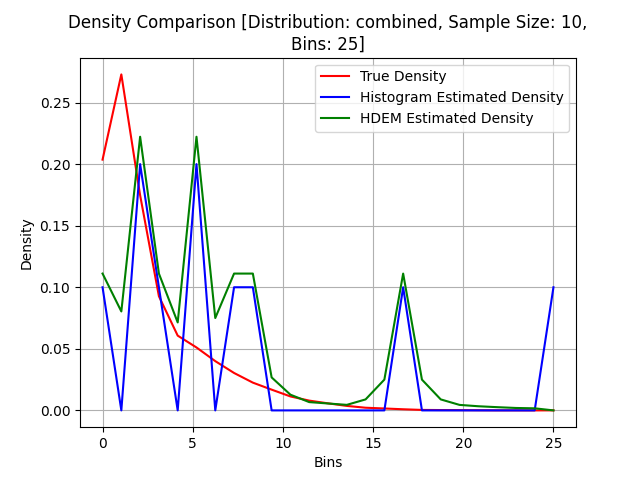 Density Comparison [Distribution: combined, Sample Size: 10,
Bins: 25]
True Density
Histogram Estimated Density
HDEM Estimated Density
Density
0.25
0.20
0.15
0.10
0.05
0.00
0 5 10 15 20 25
Bins